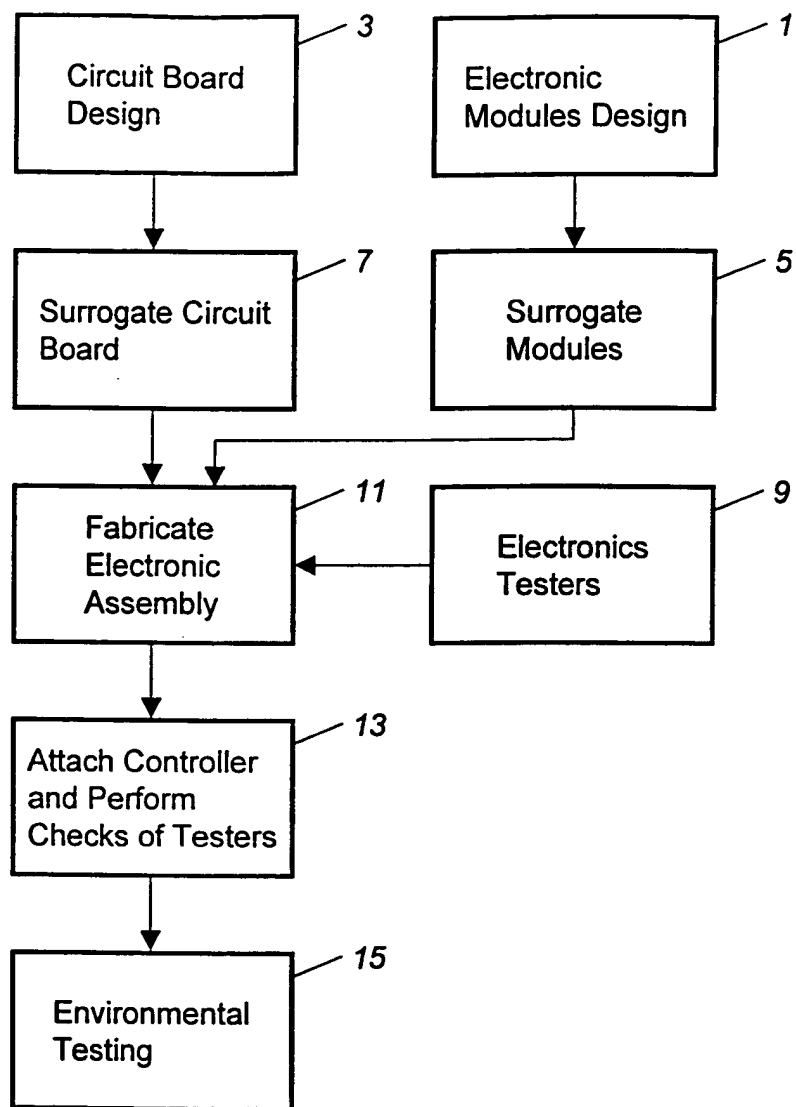 3
1
Circuit Board
Design
Electronic
Modules Design
7
5
Surrogate Circuit
Board
Surrogate
Modules
11
9
Fabricate
Electronic
Assembly
Electronics
Testers
13
Attach Controller
and Perform
Checks of Testers
15
Environmental
Testing